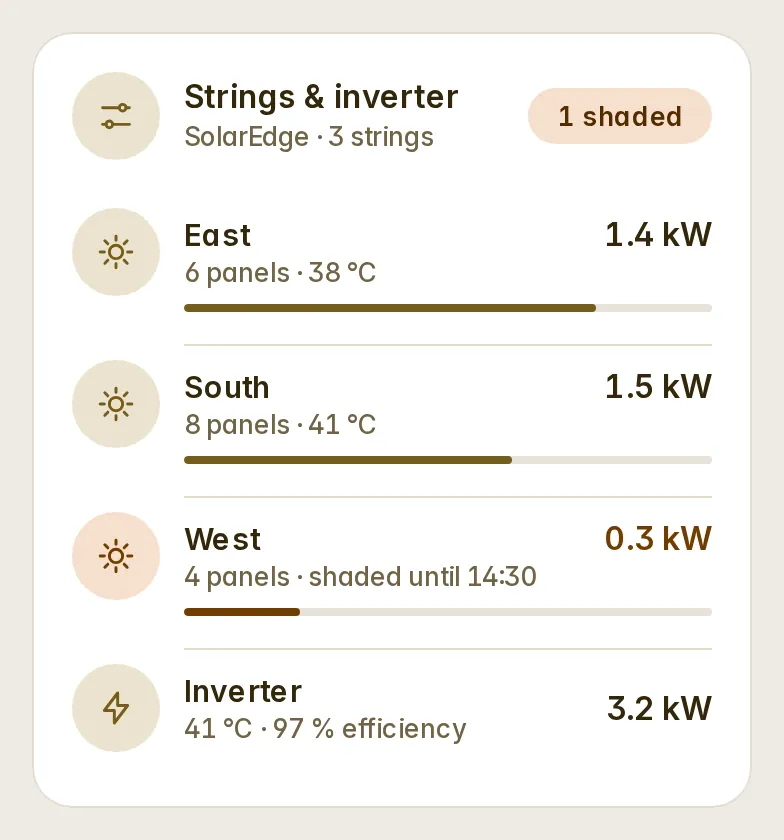 Strings & inverter
SolarEdge · 3 strings
1 shaded
East
1.4 kW
6 panels · 38 °C
South
1.5 kW
8 panels · 41 °C
West
0.3 kW
4 panels · shaded until 14:30
Inverter
3.2 kW
41 °C · 97 % efficiency